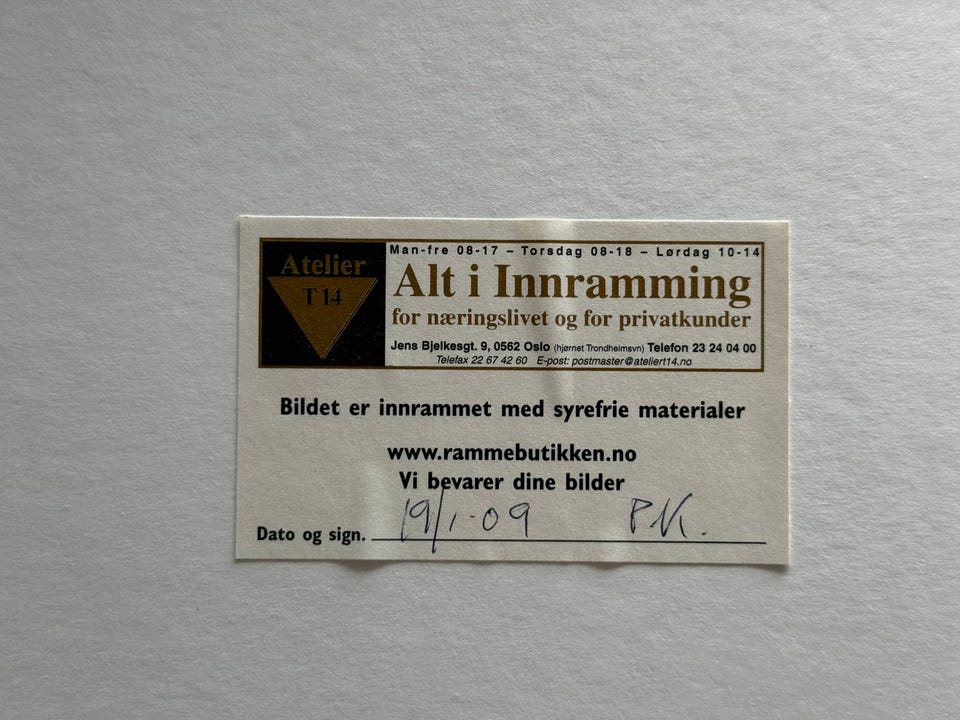 Atelier
T 14
Man-fre 08-17 – Torsdag 08-18 – Lørdag 10-14
Alt i Innramming
for næringslivet og for privatkunder
Jens Bjelkesgt. 9, 0562 Oslo (hjørnet Trondheimsvn) Telefon 23 24 04 00
Telefax 22 67 42 60 E-post: postmaster@ateliert14.no
Bildet er innrammet med syrefrie materialer
www.rammebutikken.no
Vi bevarer dine bilder
Dato og sign. 19/1-09 P.K.